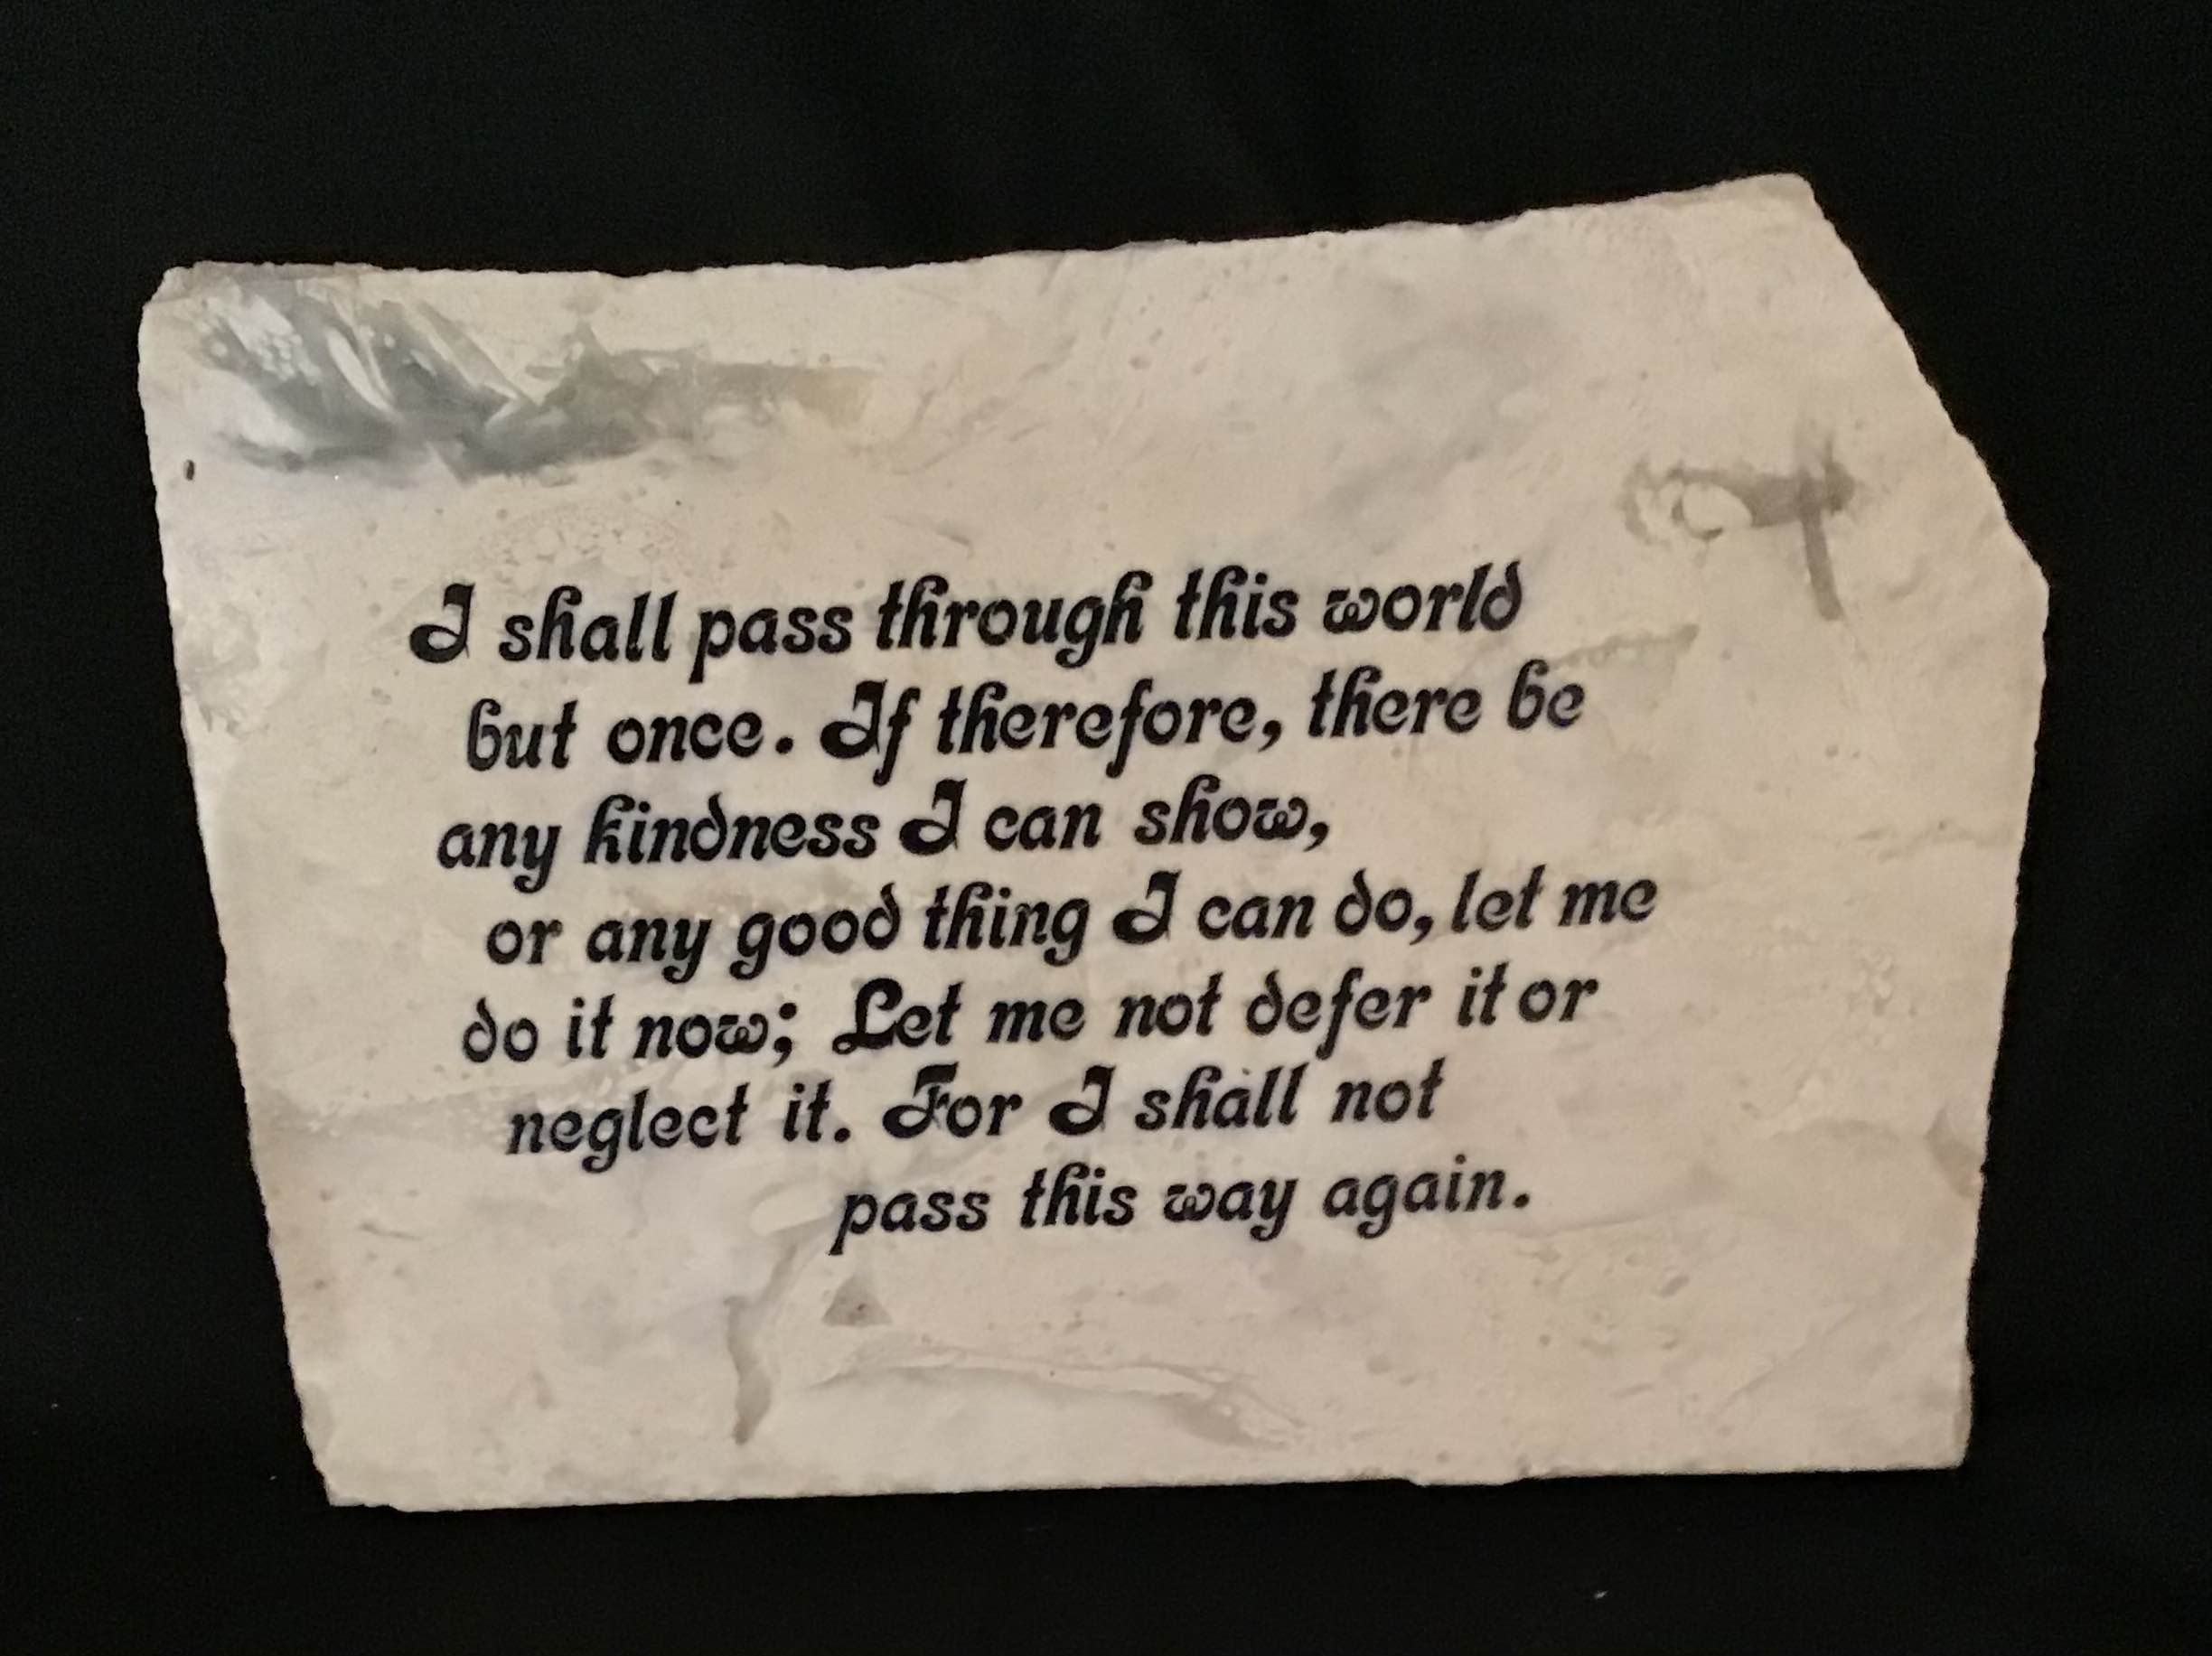 I shall pass through this world
but once. If therefore, there be
any kindness I can show,
or any good thing I can do, let me
do it now; Let me not defer it or
neglect it. For I shall not
pass this way again.